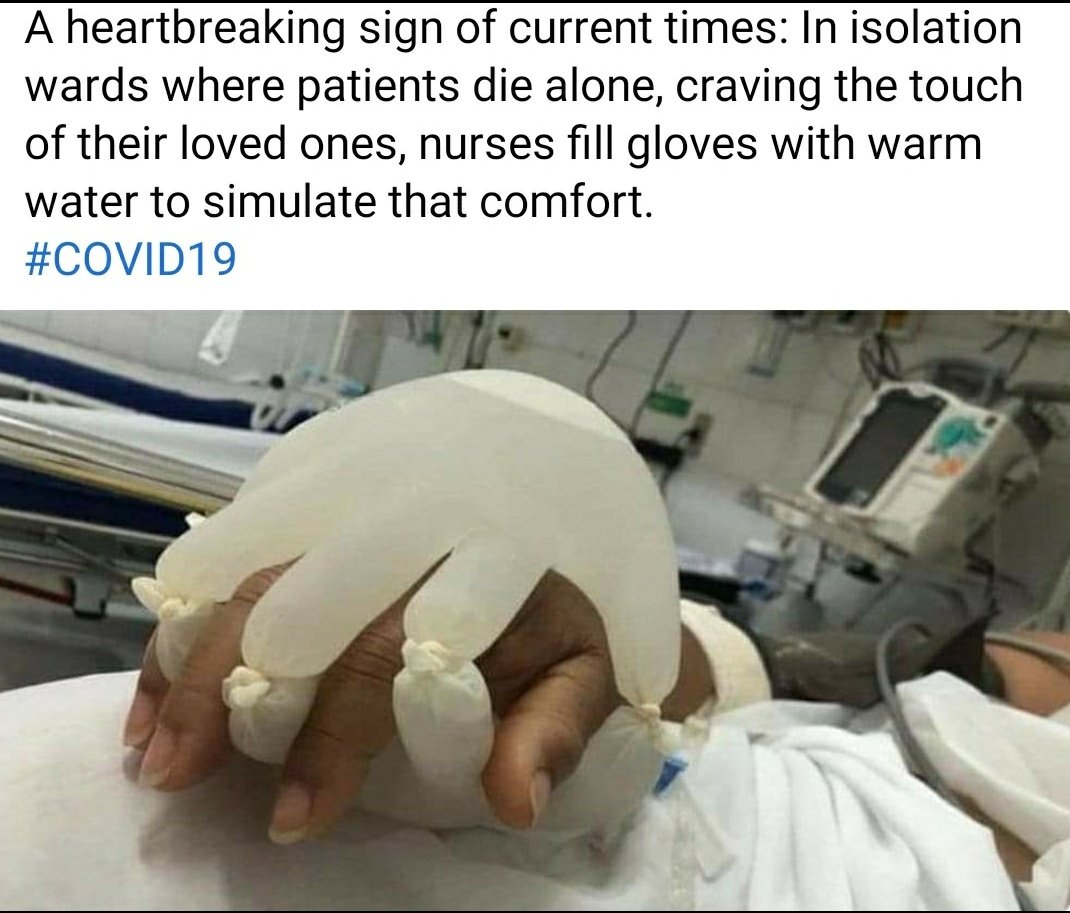 A heartbreaking sign of current times: In isolation
wards where patients die alone, craving the touch
of their loved ones, nurses fill gloves with warm
water to simulate that comfort.
#COVID19